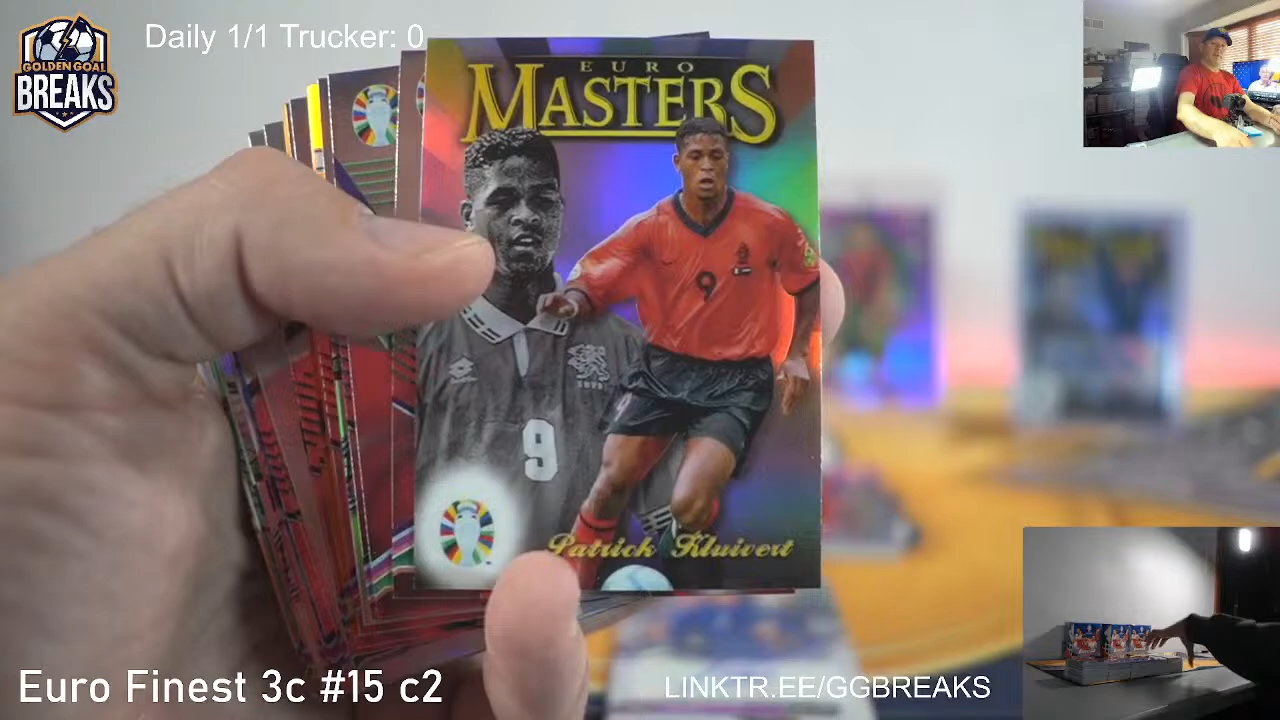 Daily 1/1 Trucker: 0
GOLDEN GOAL
BREAKS
EURO
MASTERS
9
9
Patrick Kluivert
Euro Finest 3c #15 c2
LINKTR.EE/GGBREAKS